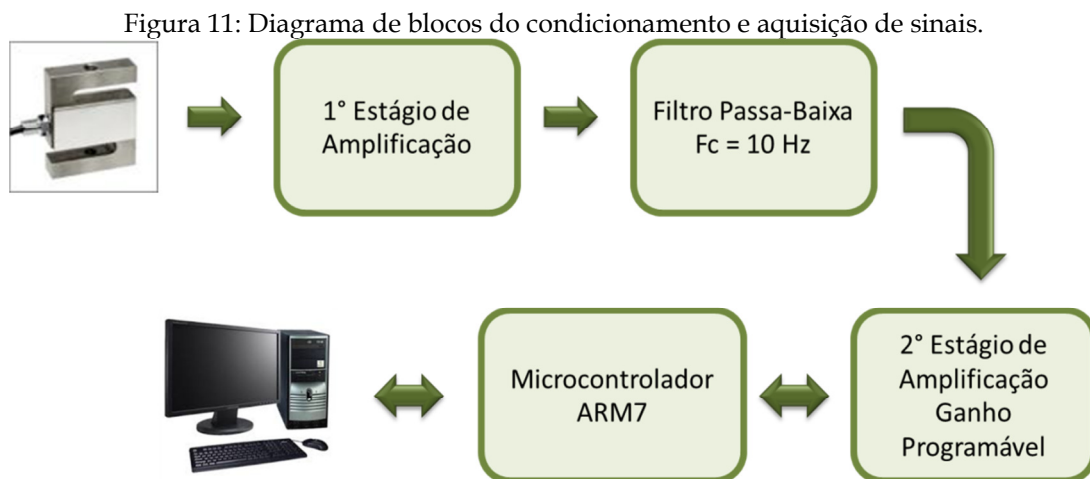 Figura 11: Diagrama de blocos do condicionamento e aquisição de sinais.
1° Estágio de
Amplificação
Filtro Passa-Baixa
Fc = 10 Hz
2° Estágio de
Amplificação
Ganho
Programável
Microcontrolador
ARM7